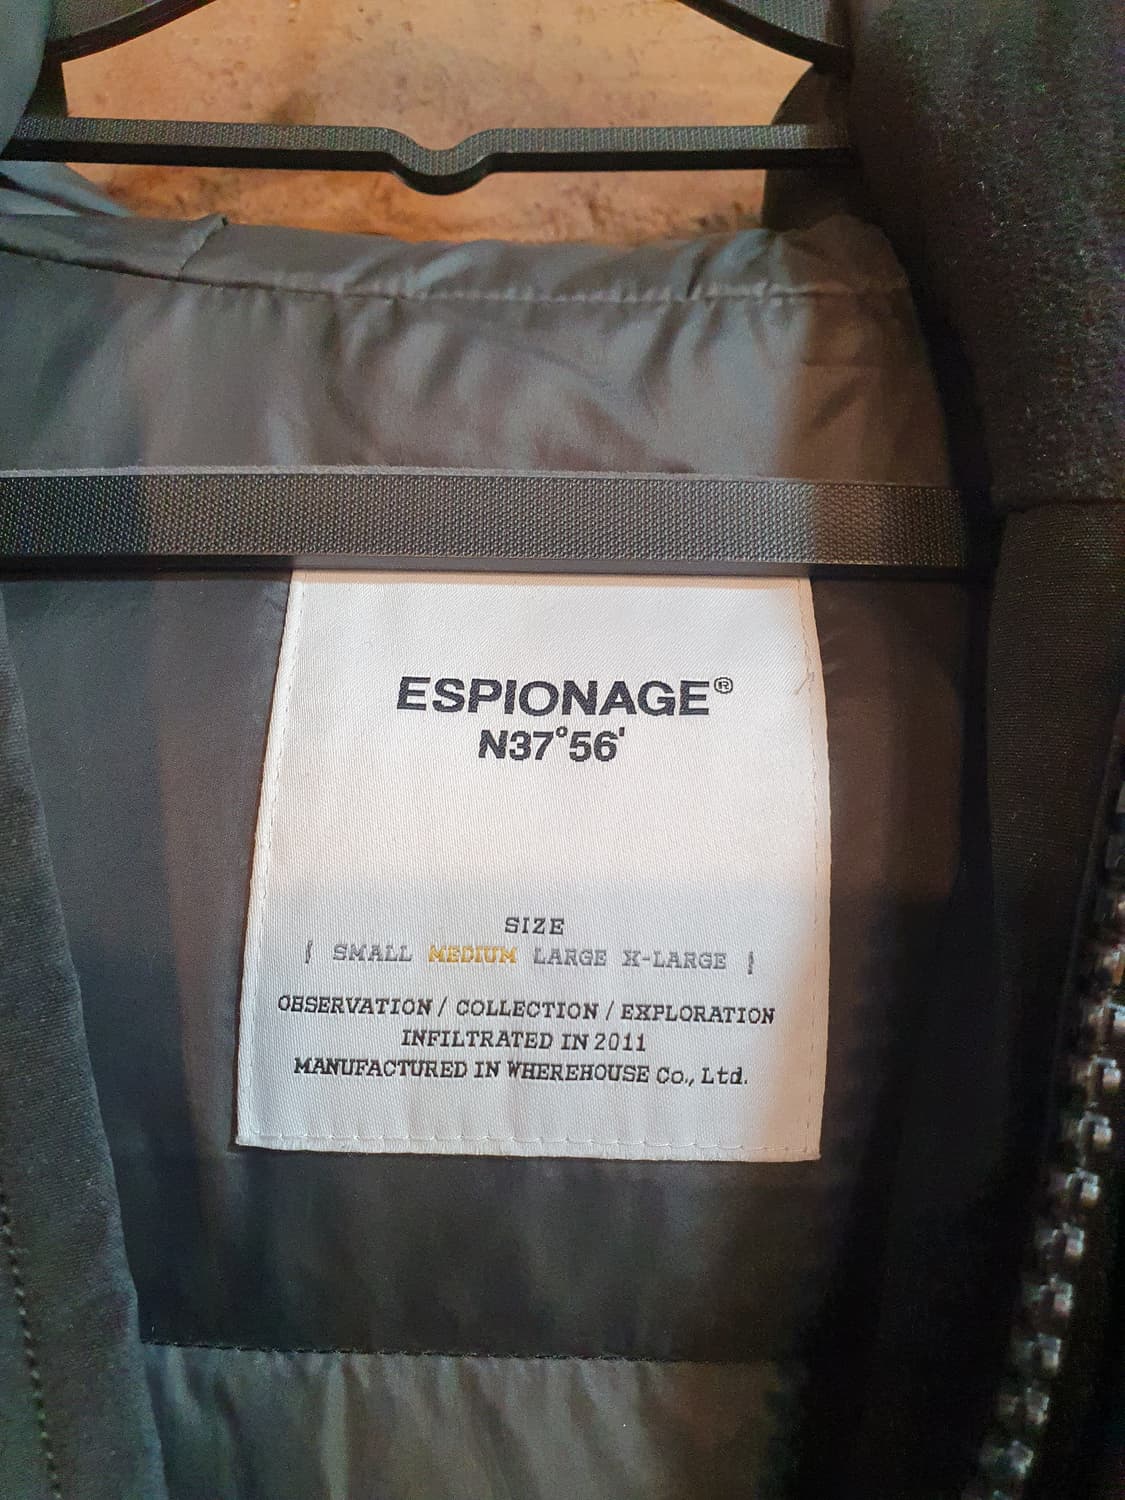 ESPIONAGE®
N37°56'
SIZE
{ SMALL MEDIUM LARGE X-LARGE }
OBSERVATION / COLLECTION / EXPLORATION
INFILTRATED IN 2011
MANUFACTURED IN WHEREHOUSE Co., Ltd.